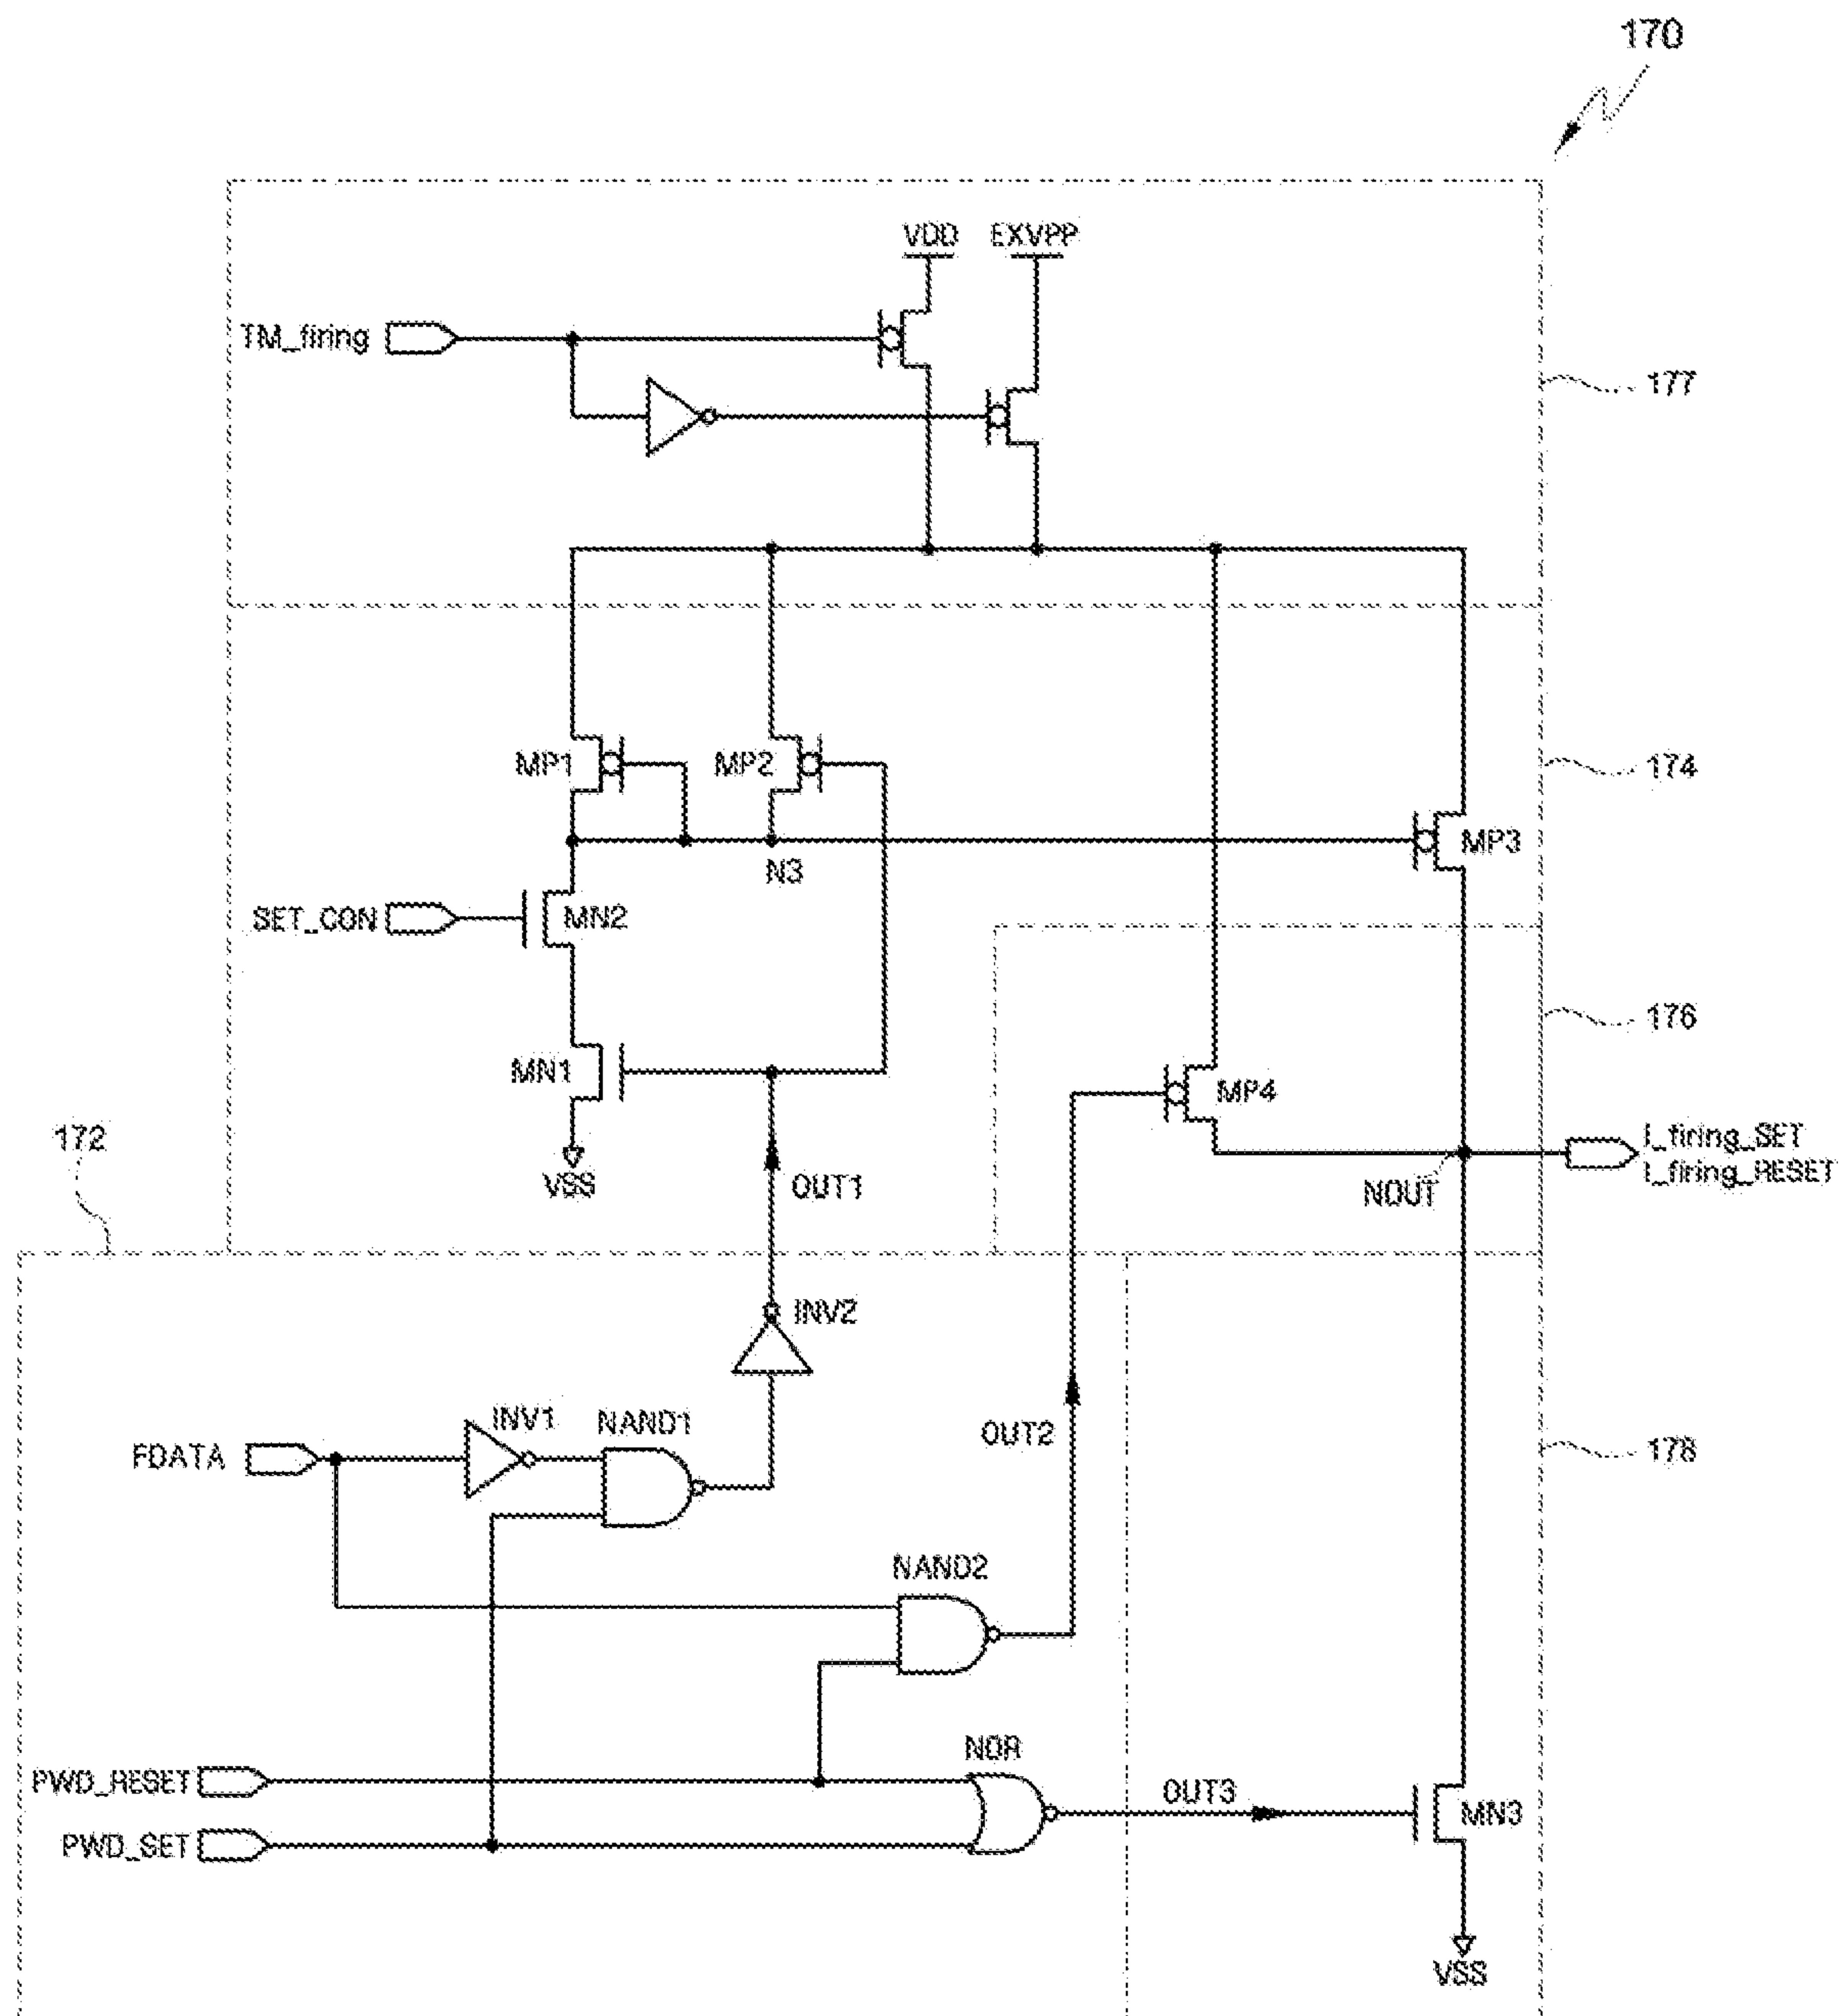 170
VDD EXVPP
TM_firing
177
MP1
MP2
174
MP3
N3
SET_CON
MN2
176
MN1
MP4
172
VSS
OUT1
I_firing_SET
I_firing_RESET
NOUT
INV2
INV1
NAND1
OUT2
FDATA
178
NAND2
NOR
PWD_RESET
OUT3
MN3
PWD_SET
VSS